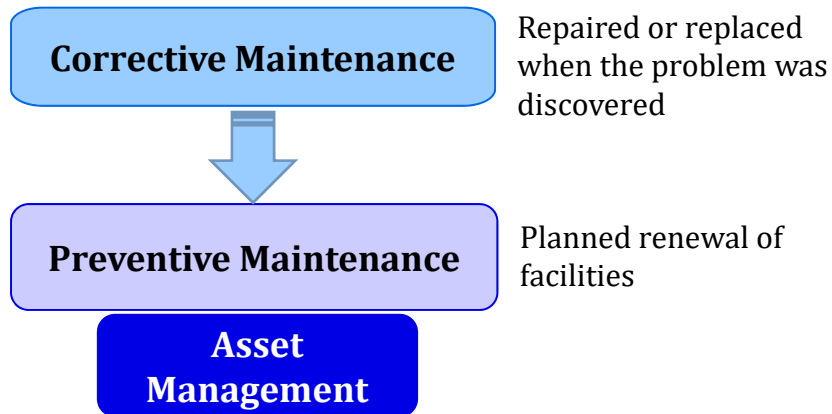 Corrective Maintenance
Repaired or replaced
when the problem was
discovered
Preventive Maintenance
Planned renewal of
facilities
Asset
Management